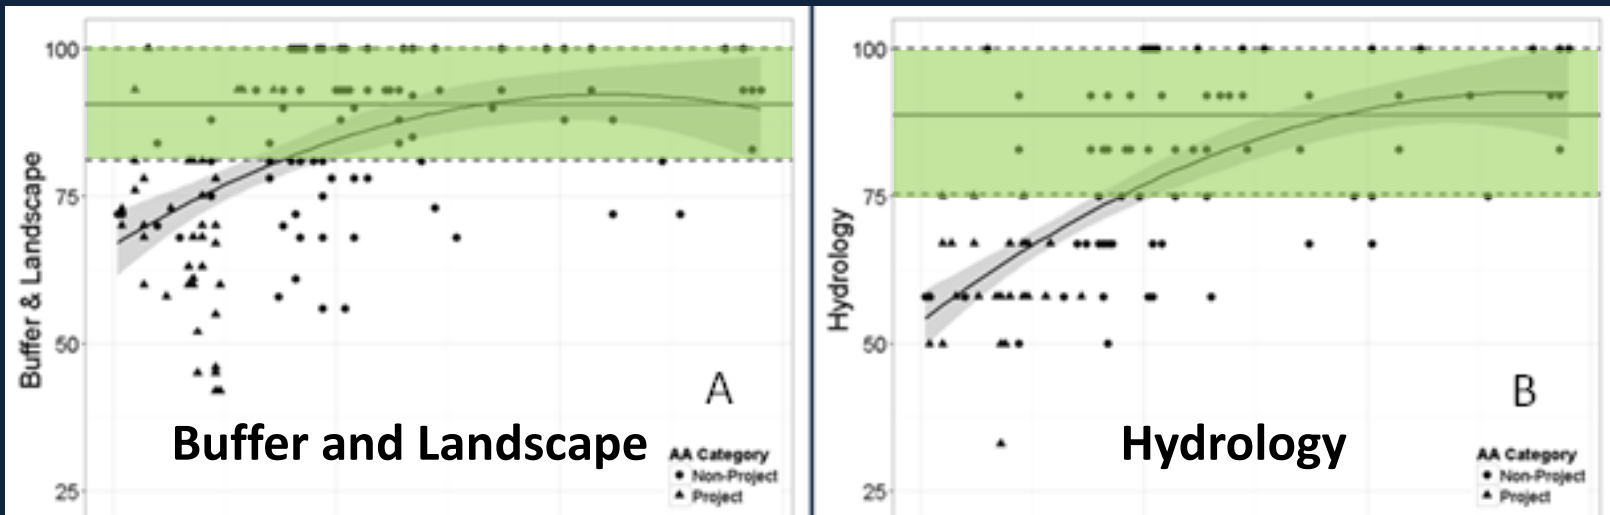 100
75
50
25
Buffer & Landscape
A
Buffer and Landscape
AA Category
Non-Project
Project
100
75
50
25
Hydrology
B
Hydrology
AA Category
Non-Project
Project